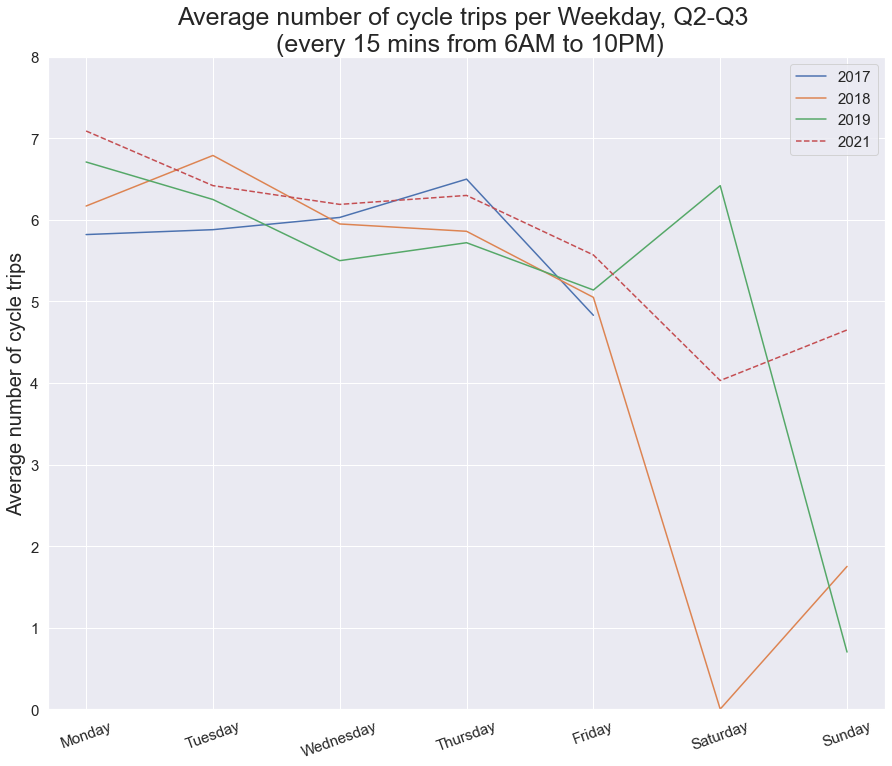 Average number of cycle trips per Weekday, Q2-Q3
(every 15 mins from 6AM to 10PM)
2017
2018
2019
2021
Average number of cycle trips
8
7
6
5
4
3
2
1
0
Monday
Tuesday
Wednesday
Thursday
Friday
Saturday
Sunday